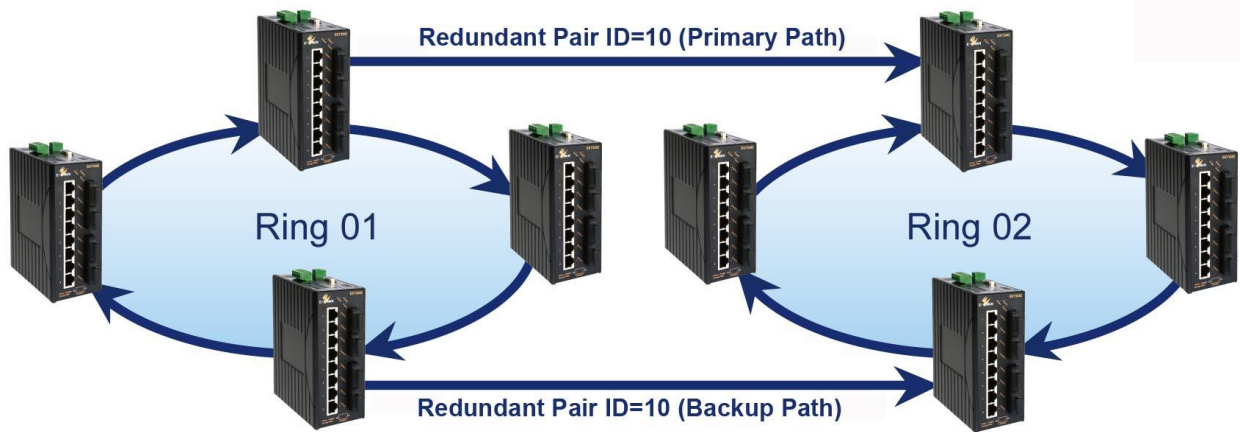 Redundant Pair ID=10 (Primary Path)
Ring 01
Ring 02
Redundant Pair ID=10 (Backup Path)